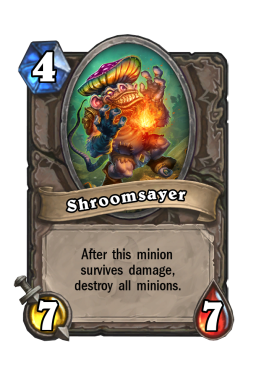 4
Shroomsayer
After this minion
survives damage,
destroy all minions.
7
7